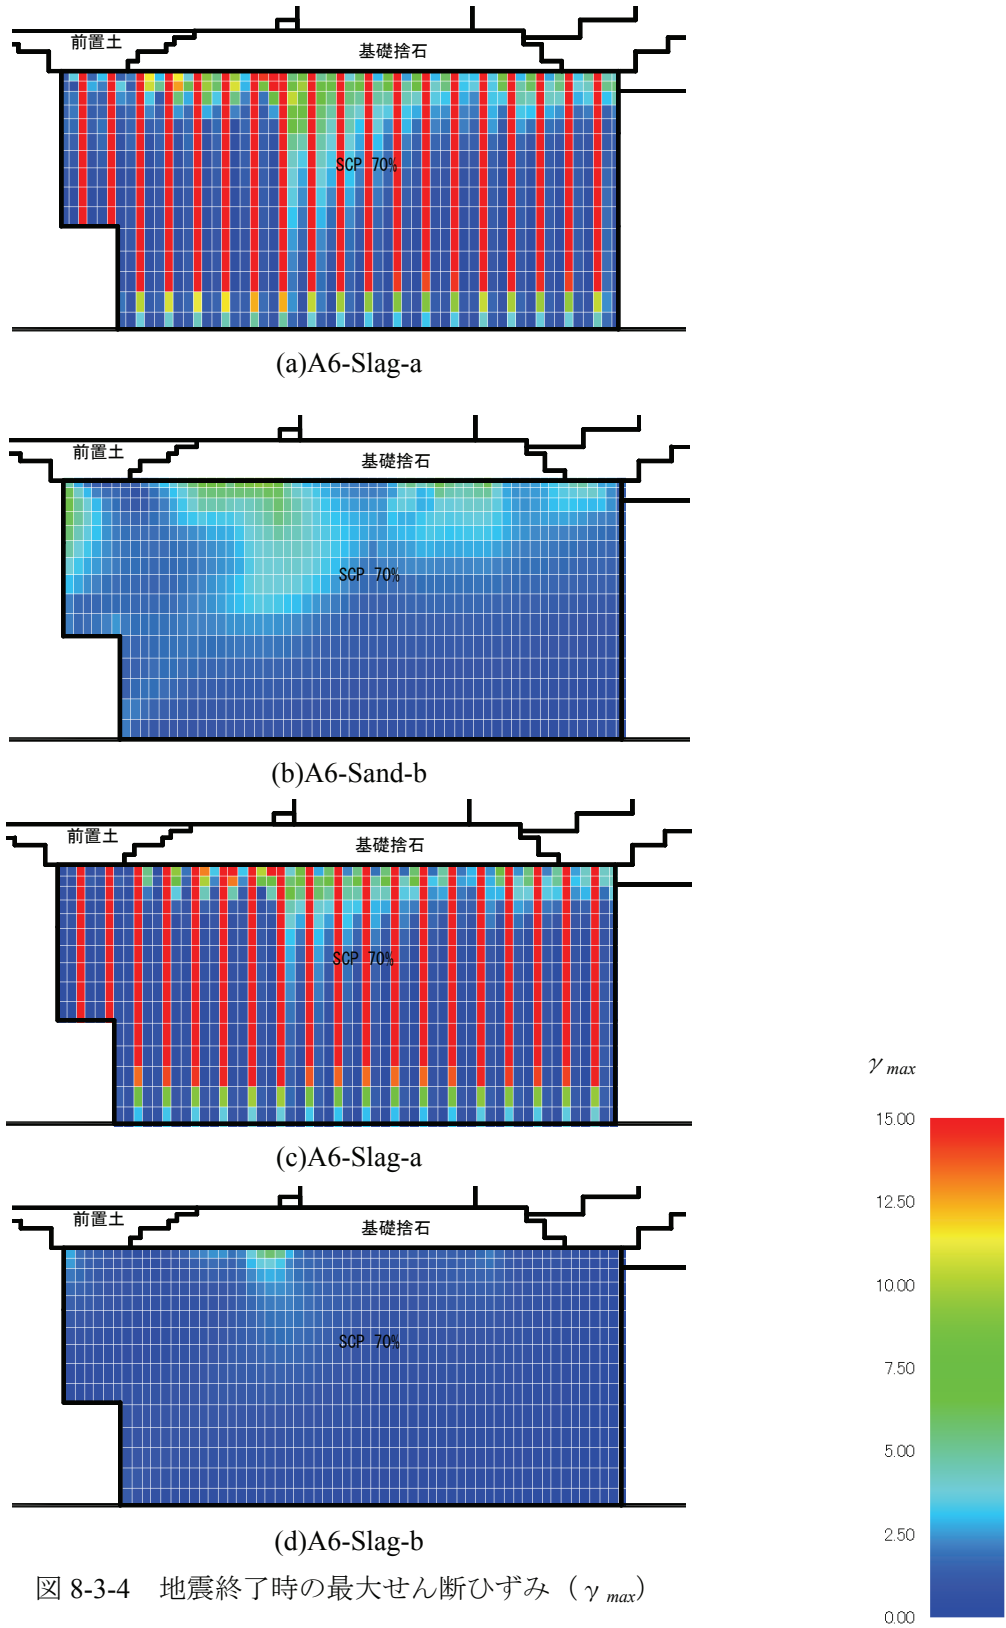 前置土
基礎捨石
SCP 70%
(a)A6-Slag-a
前置土
基礎捨石
SCP 70%
(b)A6-Sand-b
前置土
基礎捨石
SCP 70%
(c)A6-Slag-a
前置土
基礎捨石
SCP 70%
(d)A6-Slag-b
γ max
15.00
12.50
10.00
7.50
5.00
2.50
0.00
図 8-3-4 地震終了時の最大せん断ひずみ（γ max）